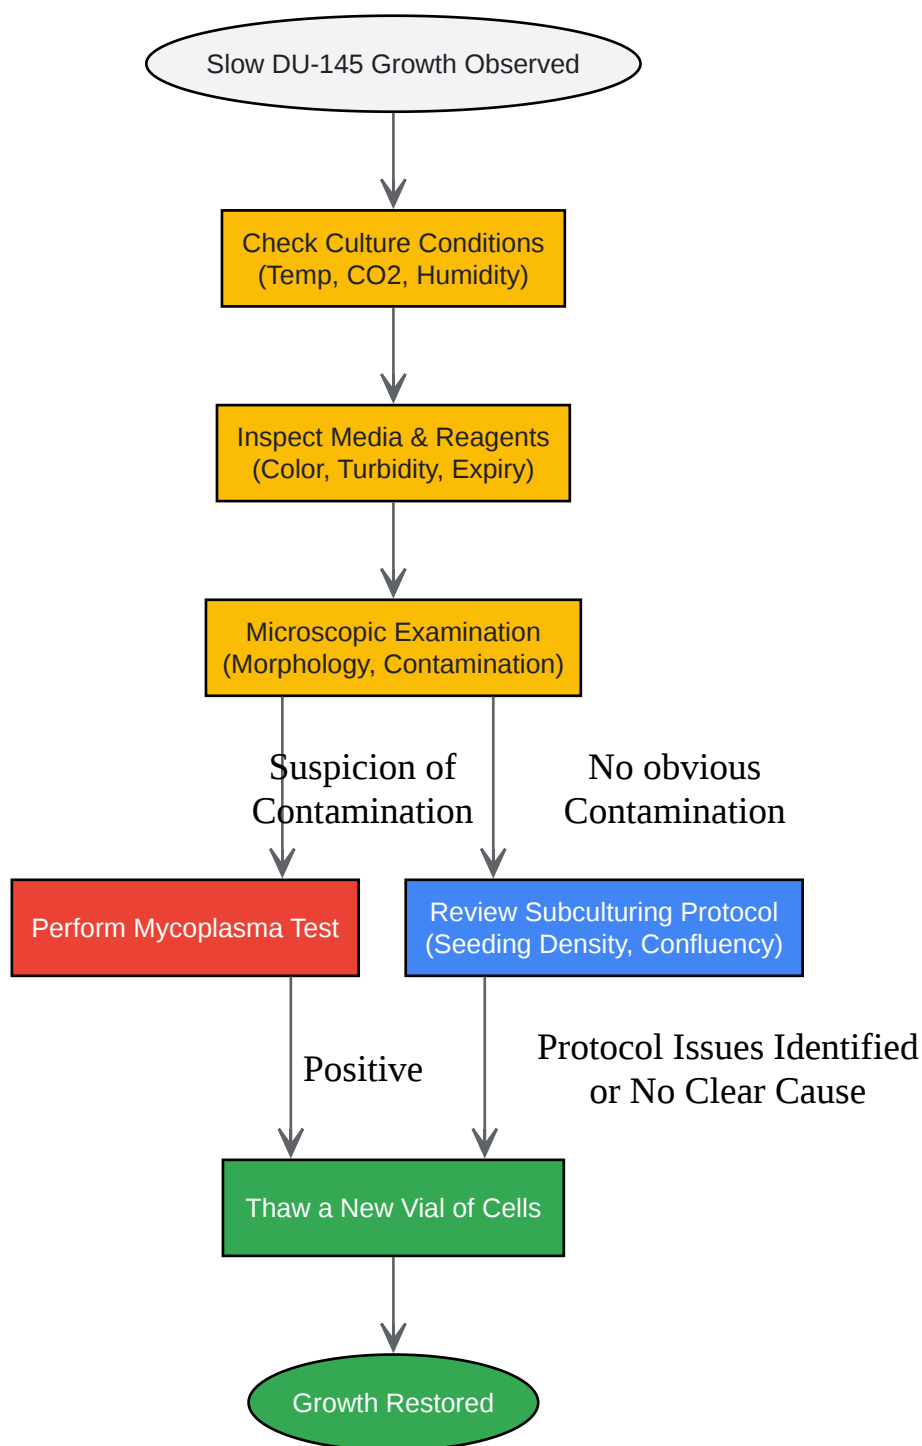 Slow DU-145 Growth Observed
Check Culture Conditions
(Temp, CO2, Humidity)
Inspect Media & Reagents
(Color, Turbidity, Expiry)
Microscopic Examination
(Morphology, Contamination)
Suspicion of
Contamination
No obvious
Contamination
Perform Mycoplasma Test
Review Subculturing Protocol
(Seeding Density, Confluency)
Positive
Protocol Issues Identified
or No Clear Cause
Thaw a New Vial of Cells
Growth Restored